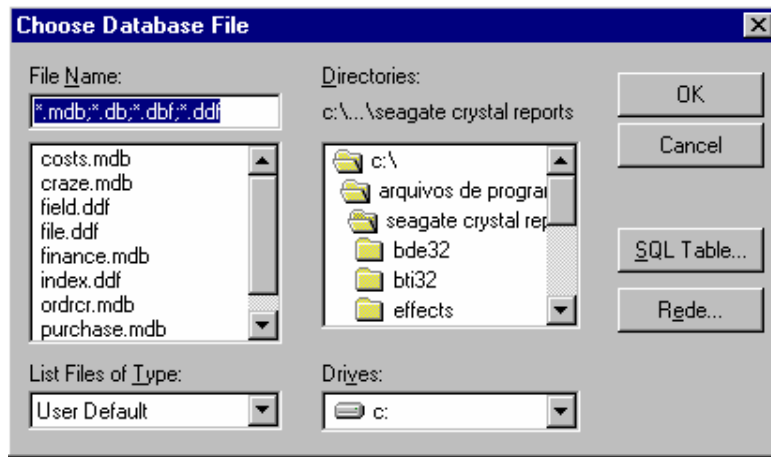 Choose Database File
File Name:
*.mdb;*.db;*.dbf;*.ddf
costs.mdb
craze.mdb
field.ddf
file.ddf
finance.mdb
index.ddf
ordrcr.mdb
purchase.mdb
List Files of Type:
User Default
Directories:
c:\...\seagate crystal reports
c:\
arquivos de prograr
seagate crystal rep
bde32
bti32
effects
Drives:
c:
OK
Cancel
SQL Table...
Rede...